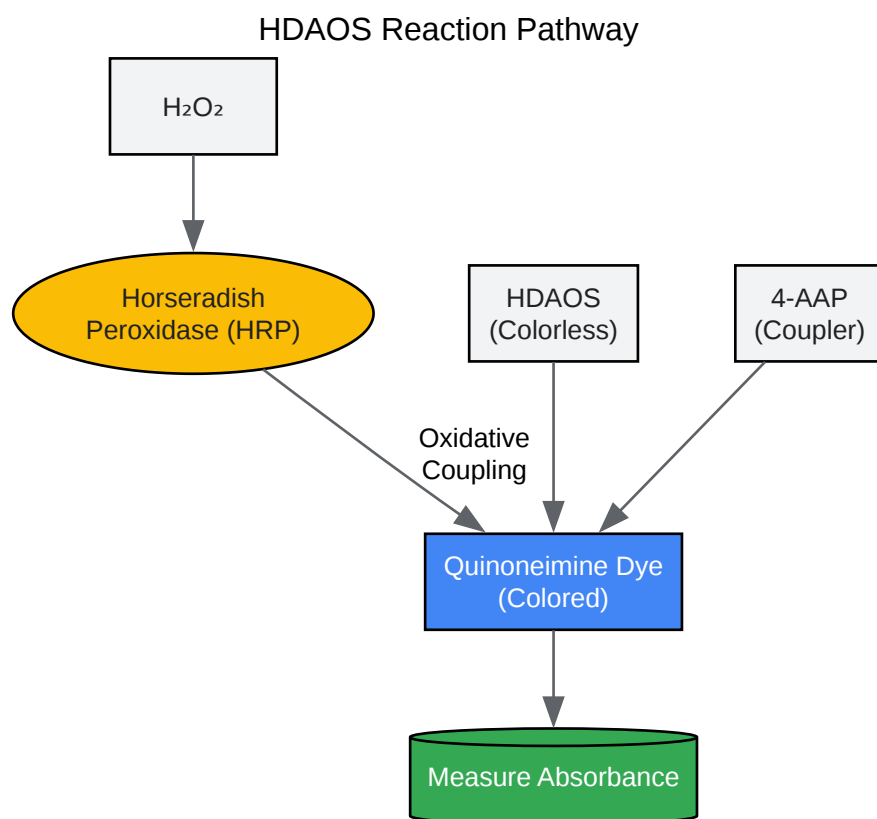 HDAOS Reaction Pathway
H₂O₂
Horseradish
Peroxidase (HRP)
HDAOS
(Colorless)
4-AAP
(Coupler)
Oxidative
Coupling
Quinoneimine Dye
(Colored)
Measure Absorbance